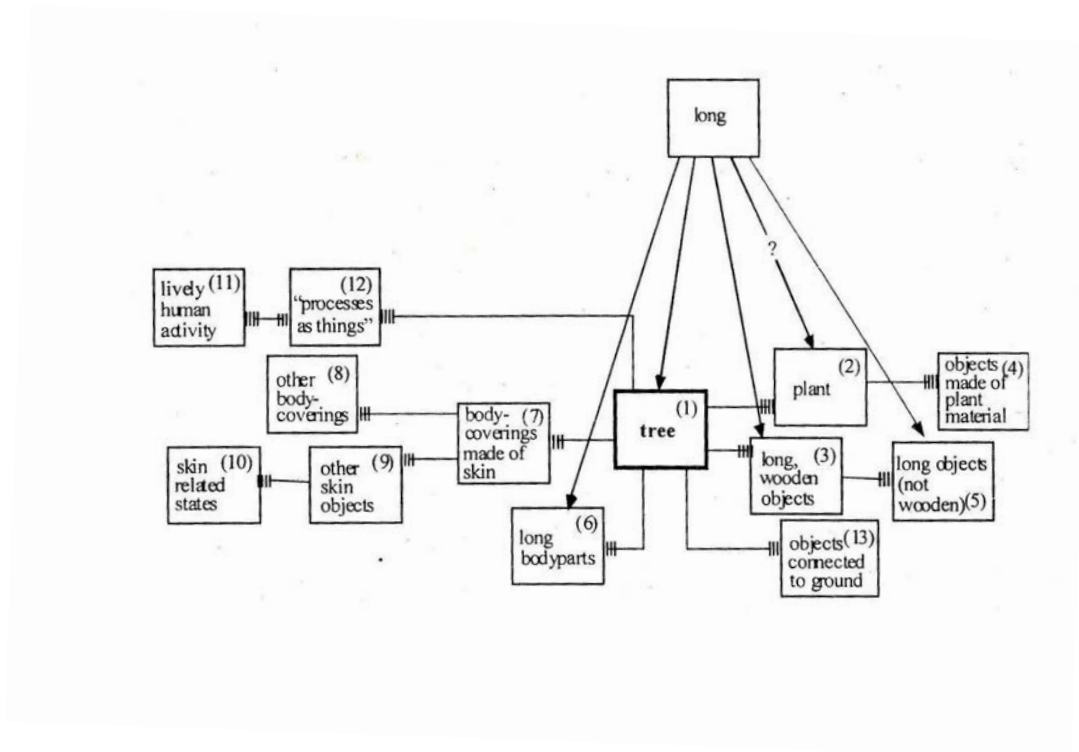 long
?
lively (11)
human
activity
(12)
“processes
as things”
other (8)
body-
coverings
body- (7)
coverings
made of
skin
skin (10)
related
states
other (9)
skin
objects
(1)
tree
(2)
plant
objects (4)
made of
plant
material
long, (3)
wooden
objects
long objects
(not
wooden)(5)
(6)
long
bodyparts
objects(13)
connected
to ground